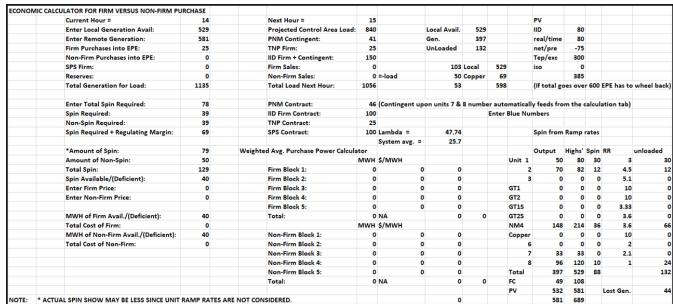 ECONOMIC CALCULATOR FOR FIRM VERSUS NON-FIRM PURCHASE
Current Hour = 14 Next Hour = 15 PV
Enter Local Generation Avail: 529 Projected Control Area Load: 840 Local Avail. 529 IID 80
Enter Remote Generation: 581 PNM Contingent: 41 Gen. 397 real/time 80
Firm Purchases into EPE: 25 TNP Firm: 25 UnLoaded 132 net/pre -75
Non-Firm Purchases into EPE: 0 IID Firm + Contingent: 150 Tep/exc 300
SPS Firm: 0 Firm Sales: 0 103 Local 529 iso 0
Reserves: 0 Non-Firm Sales: 0 =-load 50 Copper 69 385
Total Generation for Load: 1135 Total Load Next Hour: 1056 53 598 (If total goes over 600 EPE has to wheel back)
Enter Total Spin Required: 78 PNM Contract: 46 (Contingent upon units 7 & 8 number automatically feeds from the calculation tab)
Spin Required: 39 IID Firm Contract: 100 Enter Blue Numbers
Non-Spin Required: 39 TNP Contract: 25
Spin Required + Regulating Margin: 69 SPS Contract: 100 Lambda = 47.74 Spin from Ramp rates
System avg. = 25.7
*Amount of Spin: 79 Weighted Avg. Purchase Power Calculator Output Highs' Spin RR unloaded
Amount of Non-Spin: 50 MWH $/MWH Unit 1 50 80 30 3 30
Total Spin: 129 Firm Block 1: 0 0 0 2 70 82 12 4.5 12
Spin Available/(Deficient): 40 Firm Block 2: 0 0 0 3 0 0 0 5.1 0
Enter Firm Price: 0 Firm Block 3: 0 0 0 GT1 0 0 0 10 0
Enter Non-Firm Price: 0 Firm Block 4: 0 0 0 GT2 0 0 0 10 0
Firm Block 5: 0 0 0 GT1S 0 0 0 3.33 0
MWH of Firm Avail./(Deficient): 40 Total: 0 NA 0 0 GT2S 0 0 0 3.6 0
Total Cost of Firm: 0 MWH $/MWH NM4 148 214 36 3.6 66
MWH of Non-Firm Avail./(Deficient): 40 Non-Firm Block 1: 0 0 0 Copper 0 0 0 10 0
Total Cost of Non-Firm: 0 Non-Firm Block 2: 0 0 0 6 0 0 0 2 0
Non-Firm Block 3: 0 0 0 7 33 33 0 2.1 0
Non-Firm Block 4: 0 0 0 8 96 120 10 1 24
Non-Firm Block 5: 0 0 0 Total 397 529 88 132
Total: 0 NA 0 0 FC 49 108
PV 532 581 Lost Gen. 44
NOTE: * ACTUAL SPIN SHOW MAY BE LESS SINCE UNIT RAMP RATES ARE NOT CONSIDERED. 0 581 689